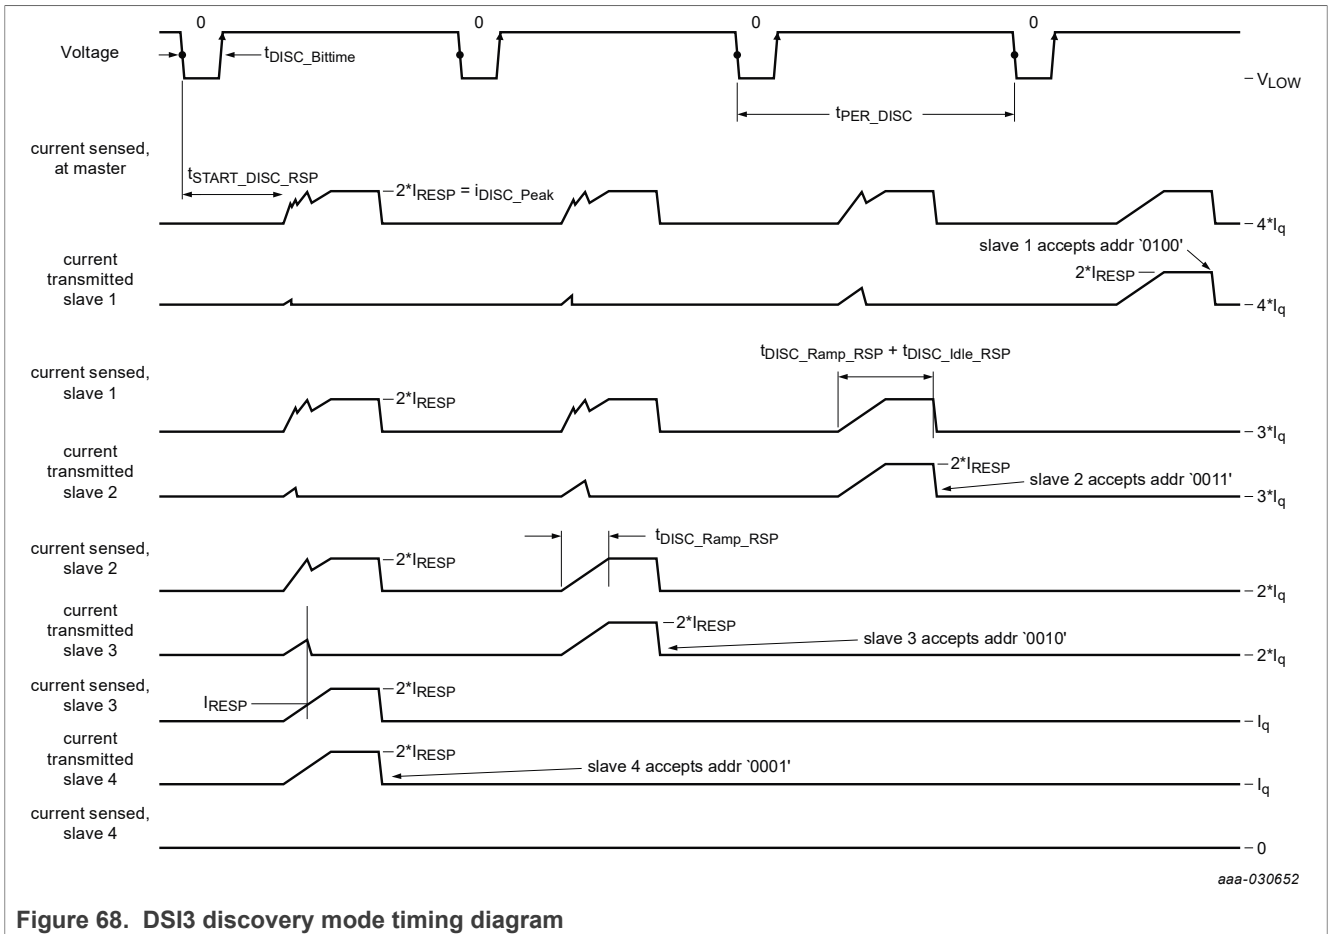 0 0 0 0
Voltage
tDISC_Bittime
VLOW
tPER_DISC
current sensed,
at master
tSTART_DISC_RSP
2*IRESP = iDISC_Peak
4*Iq
slave 1 accepts addr `0100'
current
transmitted
slave 1
2*IRESP
4*Iq
tDISC_Ramp_RSP + tDISC_Idle_RSP
current sensed,
slave 1
2*IRESP
3*Iq
current
transmitted
slave 2
2*IRESP
slave 2 accepts addr `0011'
3*Iq
tDISC_Ramp_RSP
current sensed,
slave 2
2*IRESP
2*Iq
current
transmitted
slave 3
2*IRESP
slave 3 accepts addr `0010'
2*Iq
current sensed,
slave 3
IRESP
2*IRESP
Iq
current
transmitted
slave 4
2*IRESP
slave 4 accepts addr `0001'
Iq
current sensed,
slave 4
0
aaa-030652
Figure 68. DSI3 discovery mode timing diagram